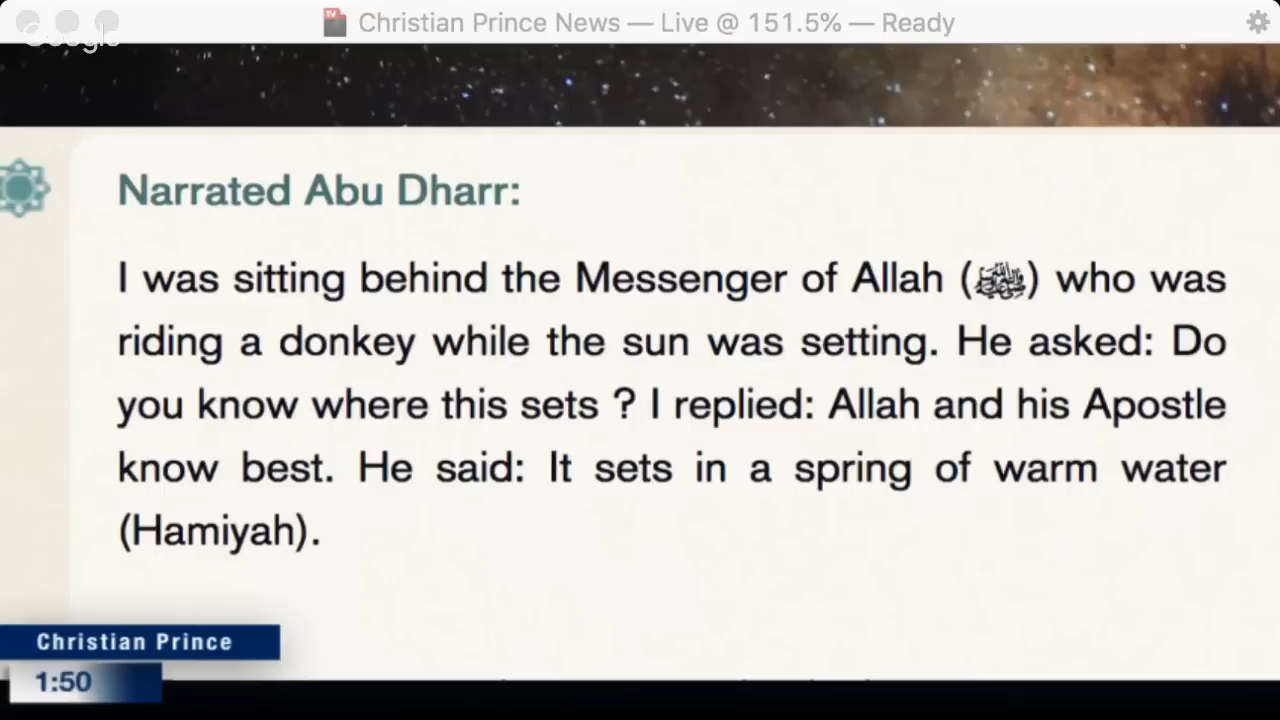 Christian Prince News — Live @ 151.5% — Ready
Google
Narrated Abu Dharr:
I was sitting behind the Messenger of Allah (ﷺ) who was
riding a donkey while the sun was setting. He asked: Do
you know where this sets ? I replied: Allah and his Apostle
know best. He said: It sets in a spring of warm water
(Hamiyah).
Christian Prince
1:50